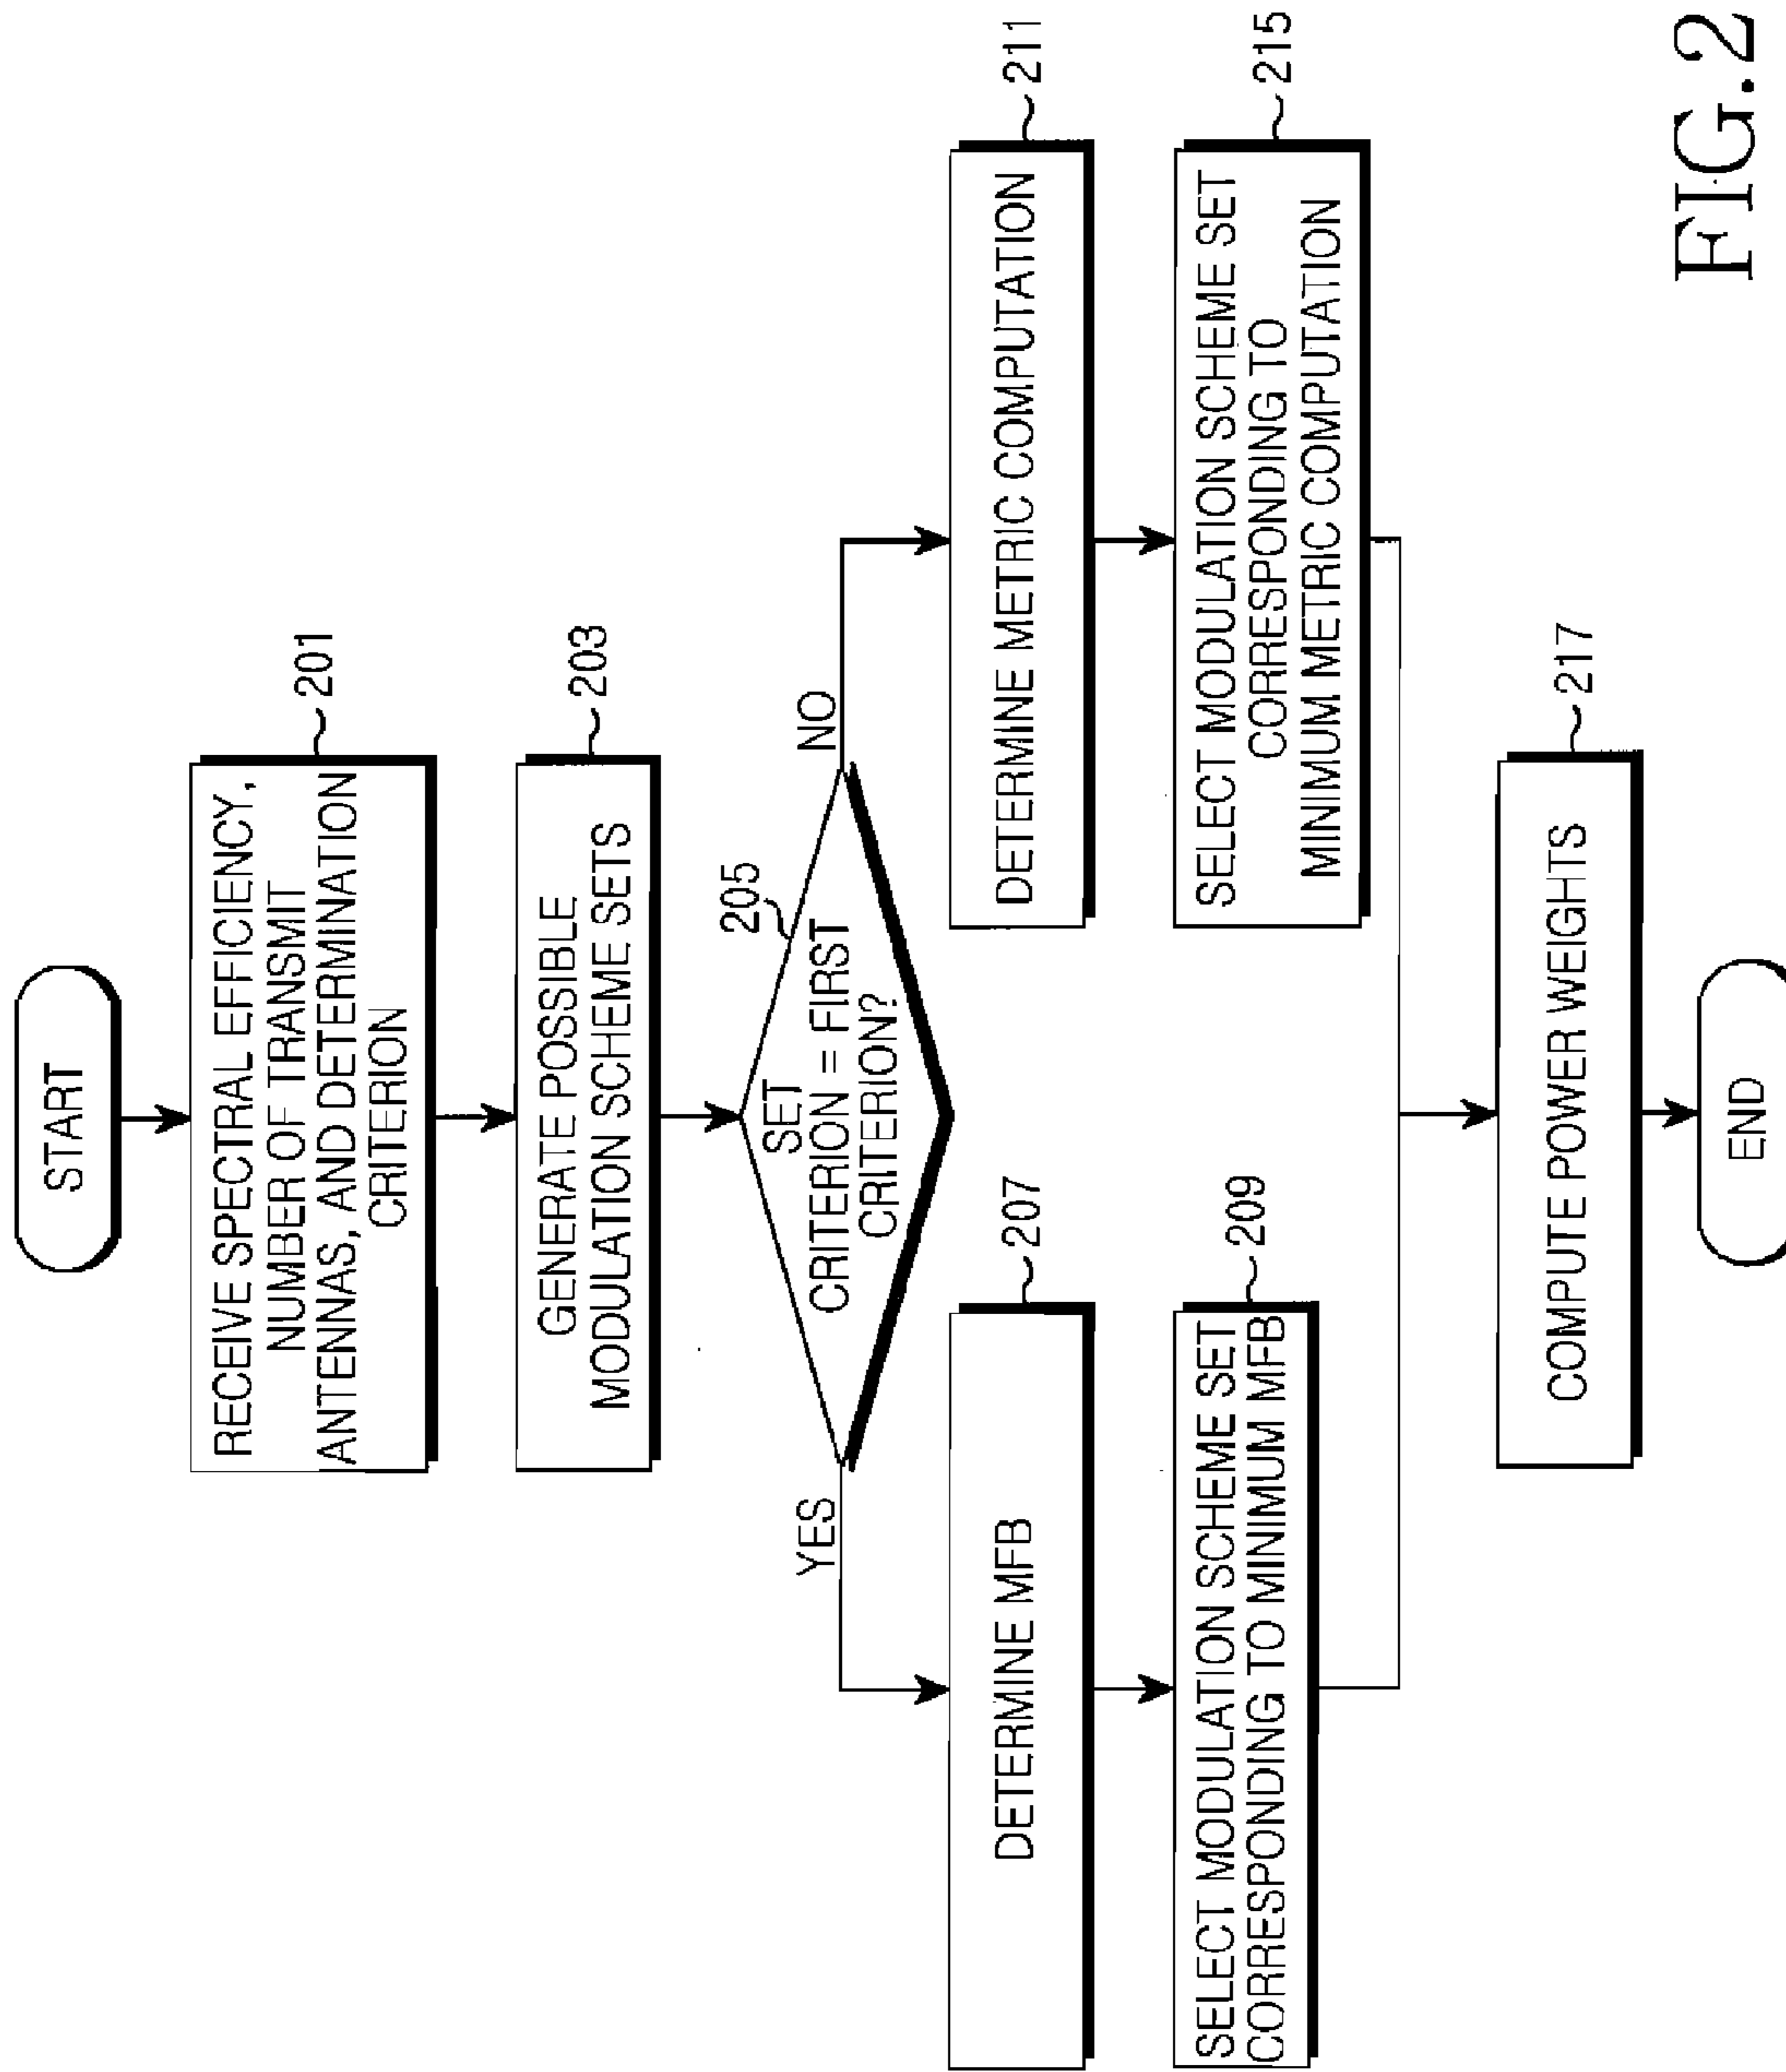 START
RECEIVE SPECTRAL EFFICIENCY,
NUMBER OF TRANSMIT
ANTENNAS, AND DETERMINATION
CRITERION
201
GENERATE POSSIBLE
MODULATION SCHEME SETS
203
205
SET
CRITERION = FIRST
CRITERION?
YES
NO
DETERMINE MFB
207
DETERMINE METRIC COMPUTATION
211
SELECT MODULATION SCHEME SET
CORRESPONDING TO MINIMUM MFB
209
SELECT MODULATION SCHEME SET
CORRESPONDING TO
MINIMUM METRIC COMPUTATION
215
COMPUTE POWER WEIGHTS
217
END
FIG.2